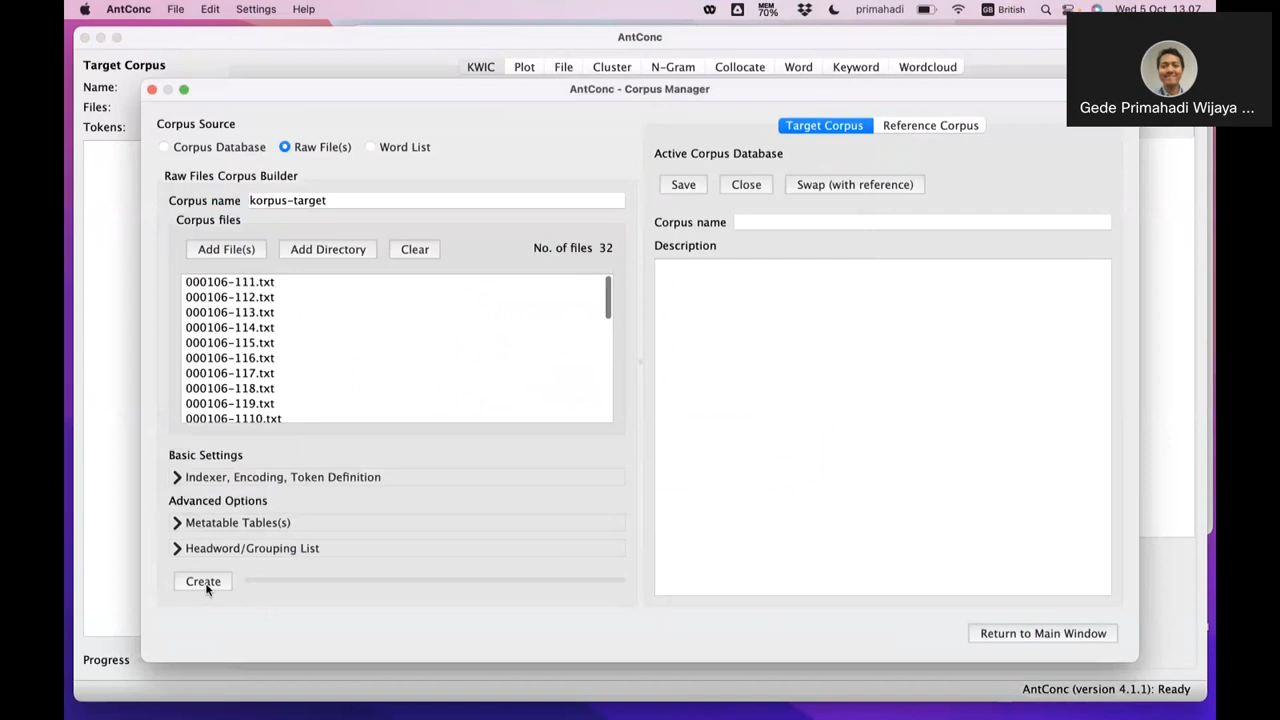 AntConc File Edit Settings Help MEM 70% primahadi GB British Wed 5 Oct 13.07
AntConc
Target Corpus
KWIC Plot File Cluster N-Gram Collocate Word Keyword Wordcloud
Name:
Files:
Tokens:
Gede Primahadi Wijaya ...
AntConc - Corpus Manager
Corpus Source
Corpus Database Raw File(s) Word List
Raw Files Corpus Builder
Corpus name korpus-target
Corpus files
Add File(s) Add Directory Clear No. of files 32
000106-111.txt
000106-112.txt
000106-113.txt
000106-114.txt
000106-115.txt
000106-116.txt
000106-117.txt
000106-118.txt
000106-119.txt
000106-1110.txt
Basic Settings
Indexer, Encoding, Token Definition
Advanced Options
Metatable Tables(s)
Headword/Grouping List
Create
Target Corpus Reference Corpus
Active Corpus Database
Save Close Swap (with reference)
Corpus name
Description
Return to Main Window
Progress
AntConc (version 4.1.1): Ready